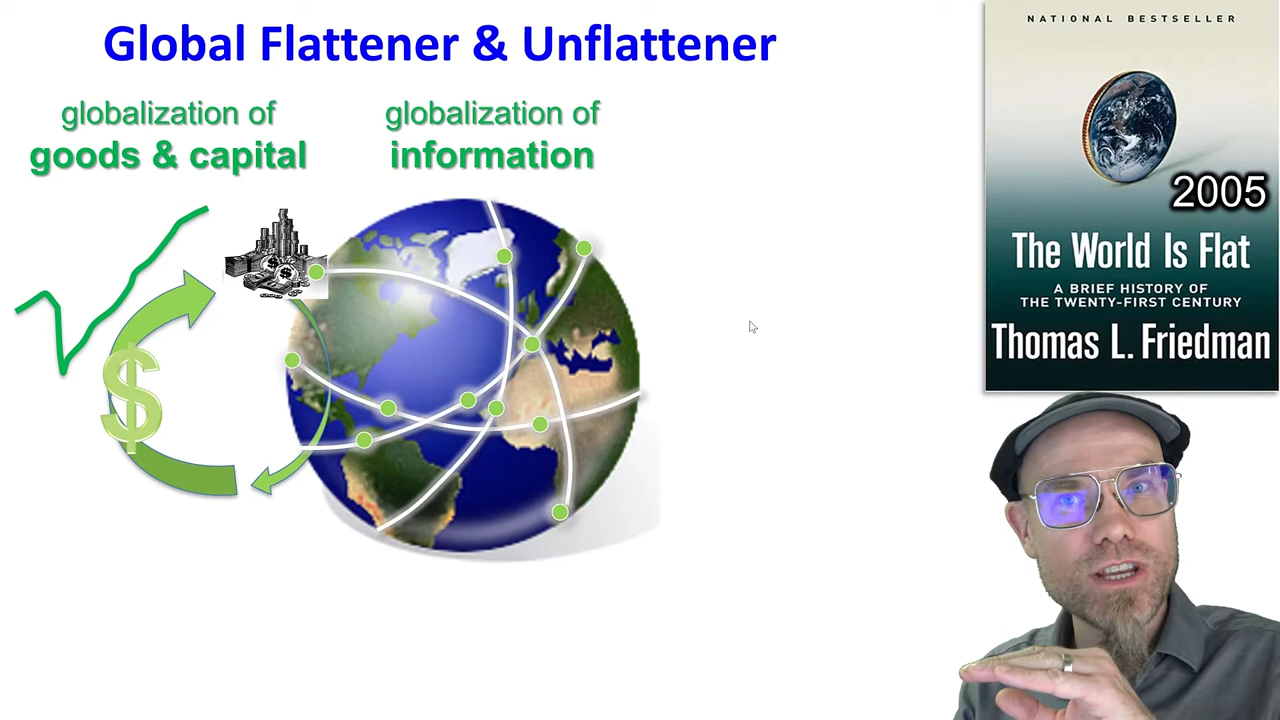 Global Flattener & Unflattener
globalization of
goods & capital
globalization of
information
$
NATIONAL BESTSELLER
2005
The World Is Flat
A BRIEF HISTORY OF
THE TWENTY-FIRST CENTURY
Thomas L. Friedman